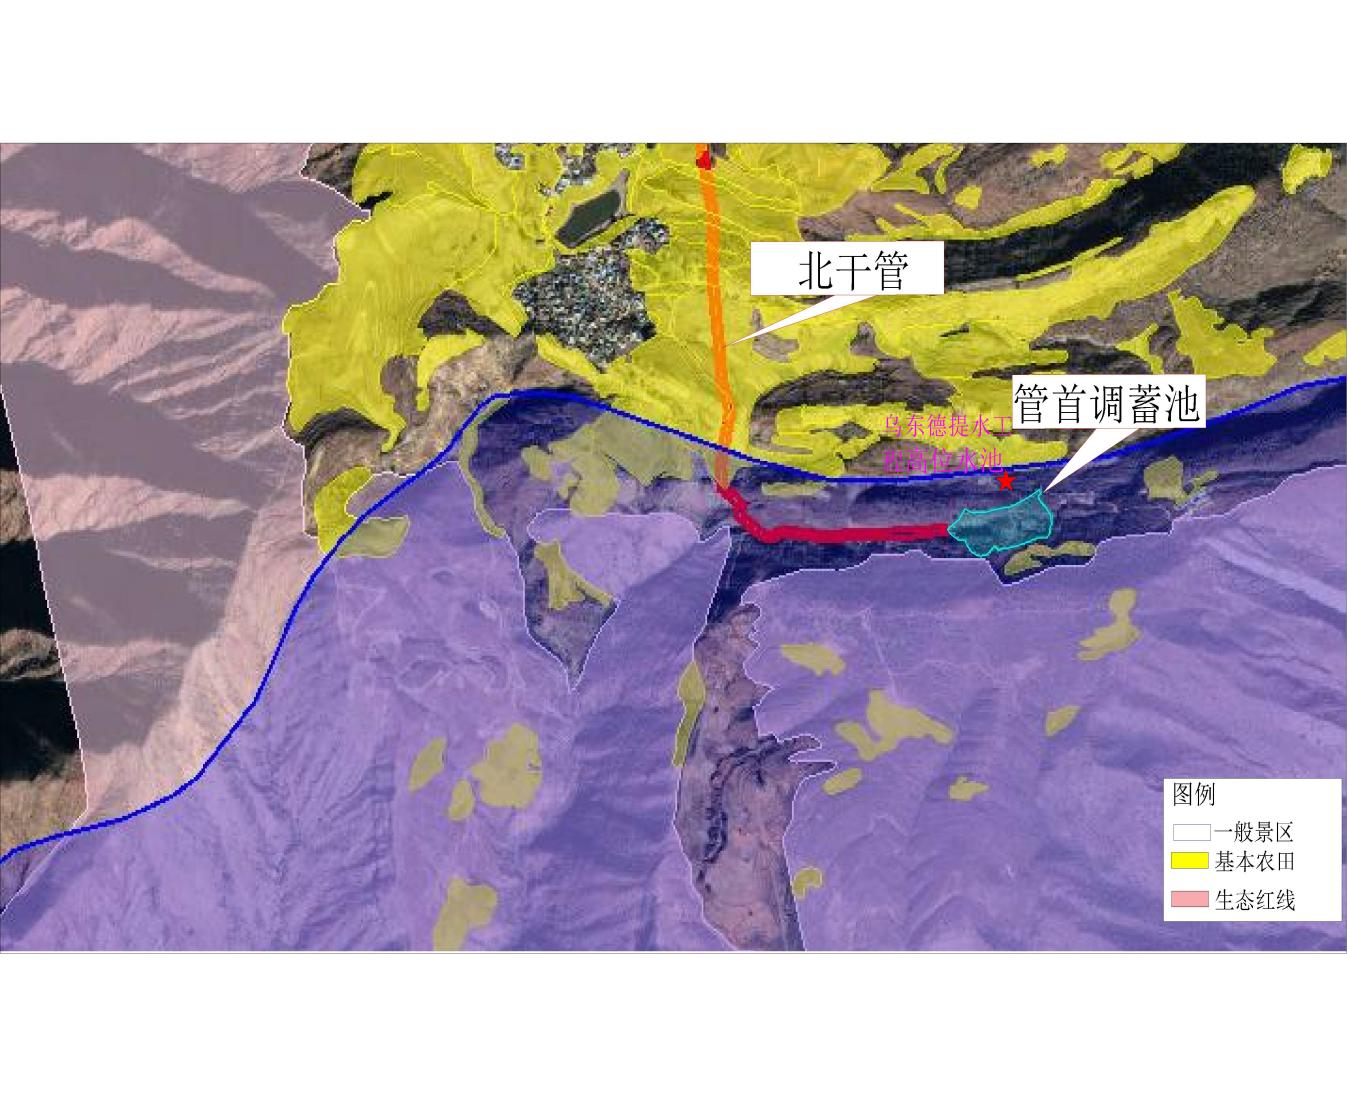 北干管
管首调蓄池
乌东德提水工
程高位水池
图例
一般景区
基本农田
生态红线